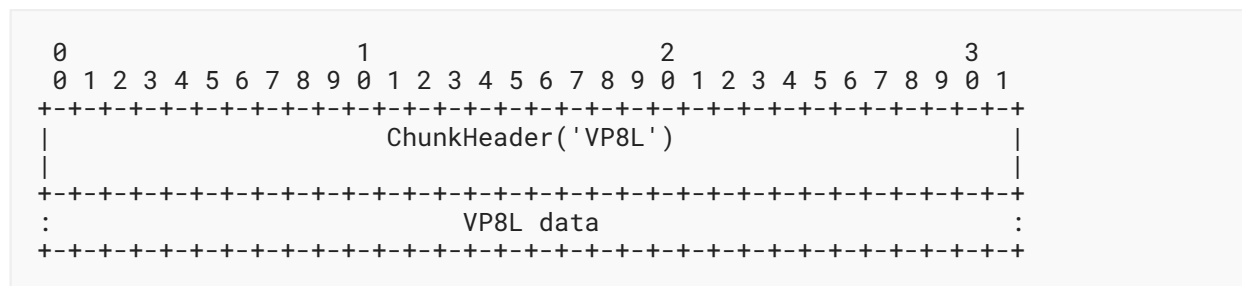 0                   1                   2                   3
 0 1 2 3 4 5 6 7 8 9 0 1 2 3 4 5 6 7 8 9 0 1 2 3 4 5 6 7 8 9 0 1
+-+-+-+-+-+-+-+-+-+-+-+-+-+-+-+-+-+-+-+-+-+-+-+-+-+-+-+-+-+-+-+-+
|                      ChunkHeader('VP8L')                      |
|                                                               |
+-+-+-+-+-+-+-+-+-+-+-+-+-+-+-+-+-+-+-+-+-+-+-+-+-+-+-+-+-+-+-+-+
:                           VP8L data                           :
+-+-+-+-+-+-+-+-+-+-+-+-+-+-+-+-+-+-+-+-+-+-+-+-+-+-+-+-+-+-+-+-+